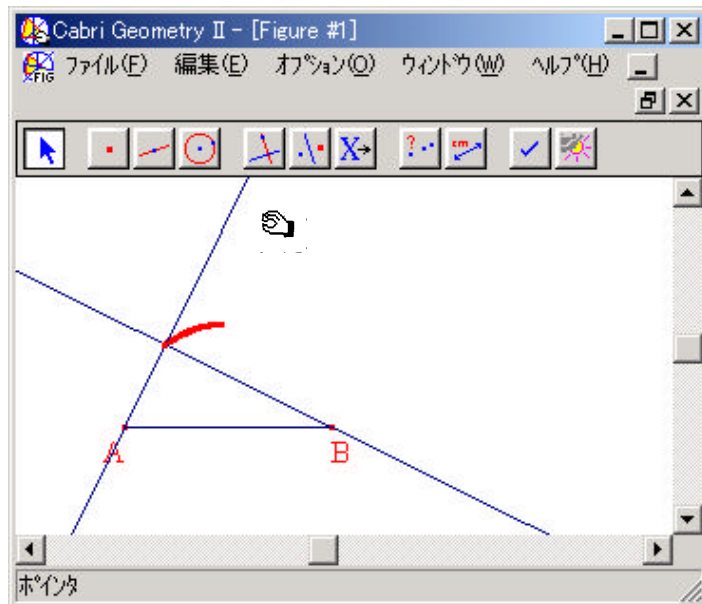 Cabri Geometry II - [Figure #1]
FIG ファイル(F) 編集(E) オプション(O) ウィンドウ(W) ヘルプ(H)
X ? cm
A B
ポインタ